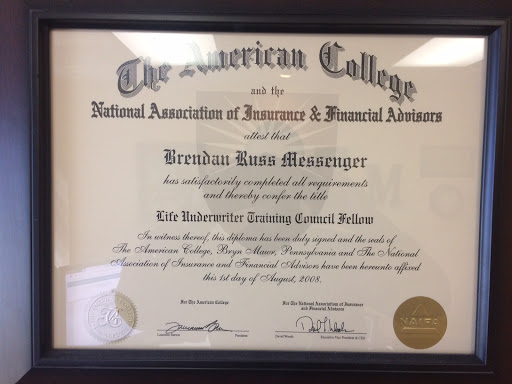 The American College
and the
National Association of Insurance & Financial Advisors
attest that
Brendan Russ Messenger
has satisfactorily completed all requirements
and thereby confer the title
Life Underwriter Training Council Fellow
In witness thereof, this diploma has been duly signed and the seals of
The American College, Bryn Mawr, Pennsylvania and The National
Association of Insurance and Financial Advisors have been hereunto affixed
this 1st day of August, 2008.
For The American College
For The National Association of Insurance
and Financial Advisors
President
Executive Vice President & CEO
NAIFA